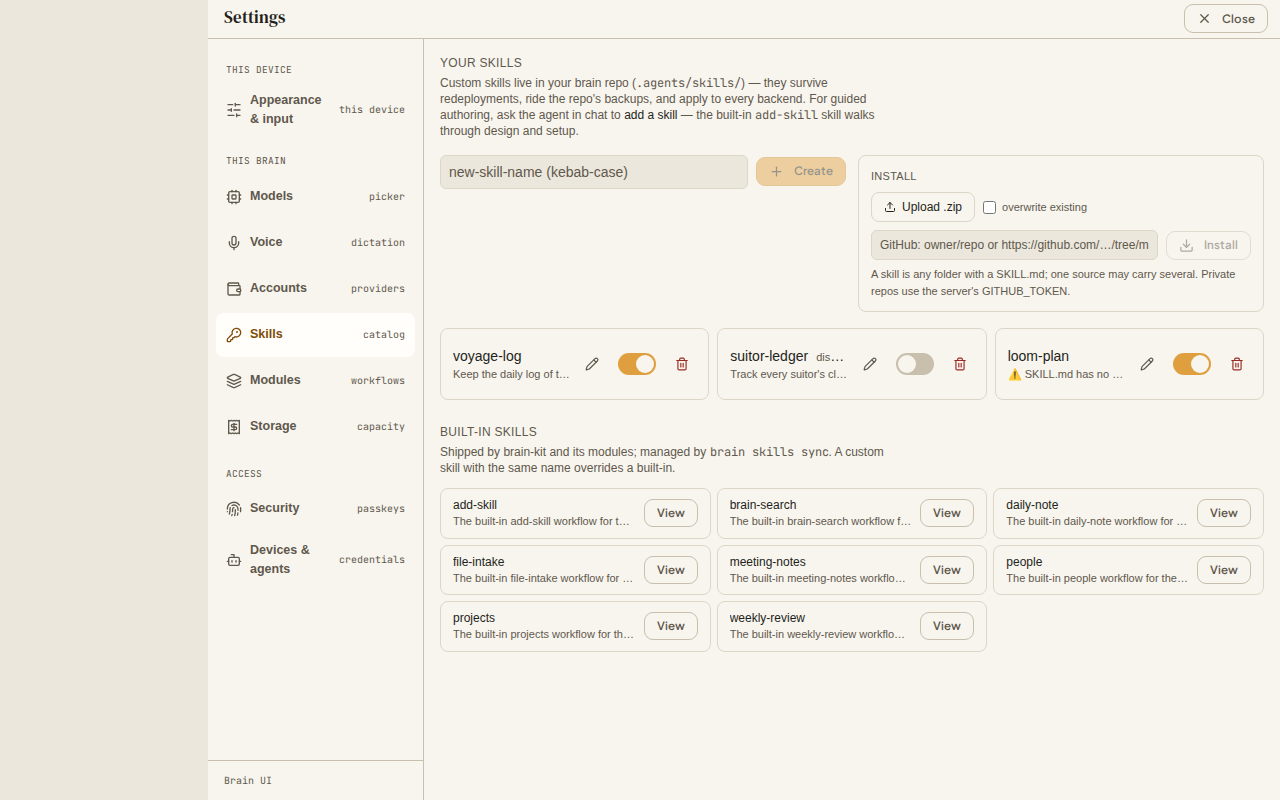 Settings
Close
THIS DEVICE
Appearance & input
this device
THIS BRAIN
Models
picker
Voice
dictation
Accounts
providers
Skills
catalog
Modules
workflows
Storage
capacity
ACCESS
Security
passkeys
Devices & agents
credentials
Brain UI
YOUR SKILLS
Custom skills live in your brain repo (.agents/skills/) — they survive
redeployments, ride the repo's backups, and apply to every backend. For guided
authoring, ask the agent in chat to add a skill — the built-in add-skill skill walks
through design and setup.
new-skill-name (kebab-case)
Create
INSTALL
Upload .zip
overwrite existing
GitHub: owner/repo or https://github.com/…/tree/m
Install
A skill is any folder with a SKILL.md; one source may carry several. Private
repos use the server's GITHUB_TOKEN.
voyage-log
Keep the daily log of t…
suitor-ledger dis…
Track every suitor's cl…
loom-plan
⚠️ SKILL.md has no …
BUILT-IN SKILLS
Shipped by brain-kit and its modules; managed by brain skills sync. A custom
skill with the same name overrides a built-in.
add-skill
The built-in add-skill workflow for t…
View
brain-search
The built-in brain-search workflow f…
View
daily-note
The built-in daily-note workflow for …
View
file-intake
The built-in file-intake workflow for …
View
meeting-notes
The built-in meeting-notes workflo…
View
people
The built-in people workflow for the…
View
projects
The built-in projects workflow for th…
View
weekly-review
The built-in weekly-review workflo…
View